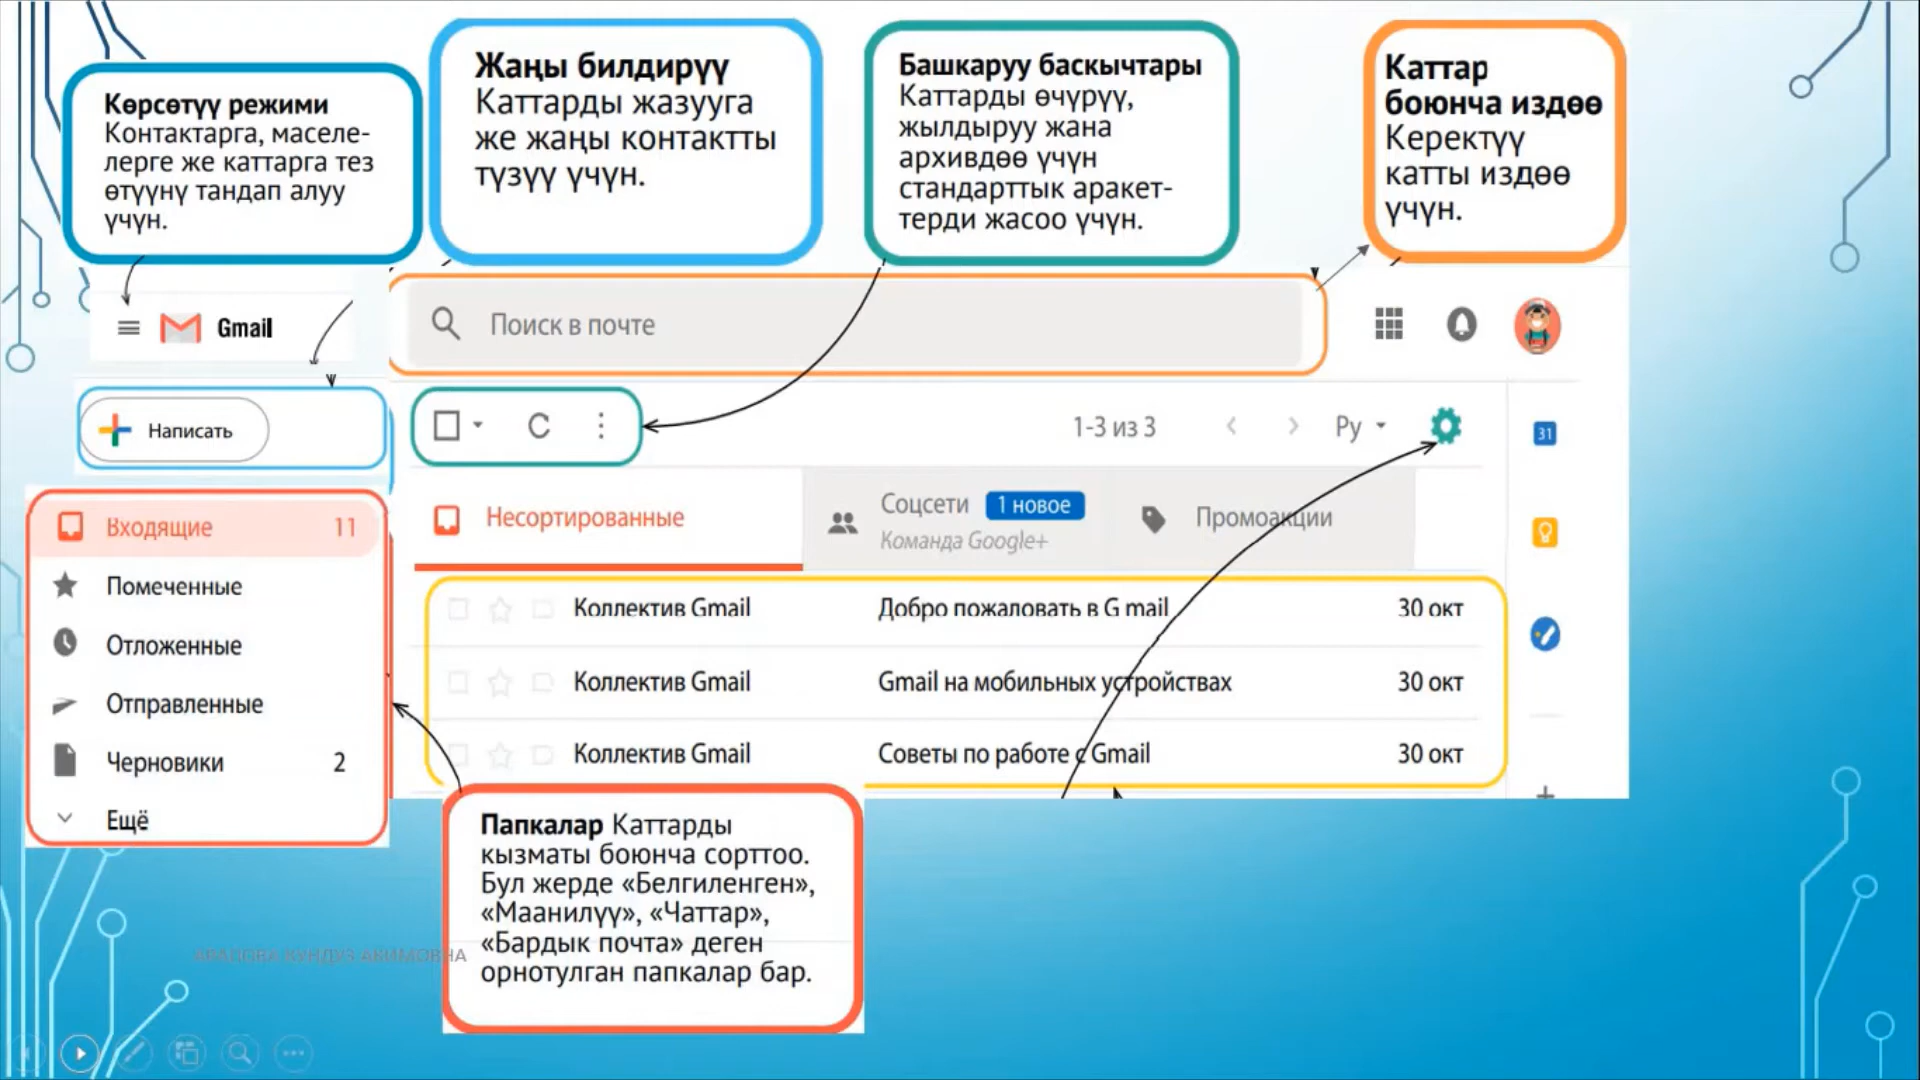 Көрсөтүү режими
Контактарга, маселе-
лерге же каттарга тез
өтүүнү тандап алуу
үчүн.
Жаңы билдирүү
Каттарды жазууга
же жаңы контактты
түзүү үчүн.
Башкаруу баскычтары
Каттарды өчүрүү,
жылдыруу жана
архивдөө үчүн
стандарттык аракет-
терди жасоо үчүн.
Каттар
боюнча издөө
Керектүү
катты издөө
үчүн.
Gmail
Поиск в почте
Написать
1-3 из 3
Ру
31
Входящие 11
Помеченные
Отложенные
Отправленные
Черновики 2
Ещё
Несортированные
Соцсети 1 новое
Команда Google+
Промоакции
Коллектив Gmail Добро пожаловать в G mail 30 окт
Коллектив Gmail Gmail на мобильных устройствах 30 окт
Коллектив Gmail Советы по работе с Gmail 30 окт
Папкалар Каттарды
кызматы боюнча сорттоо.
Бул жерде «Белгиленген»,
«Маанилүү», «Чаттар»,
«Бардык почта» деген
орнотулган папкалар бар.
КУНДУЗ АКИМОВНА